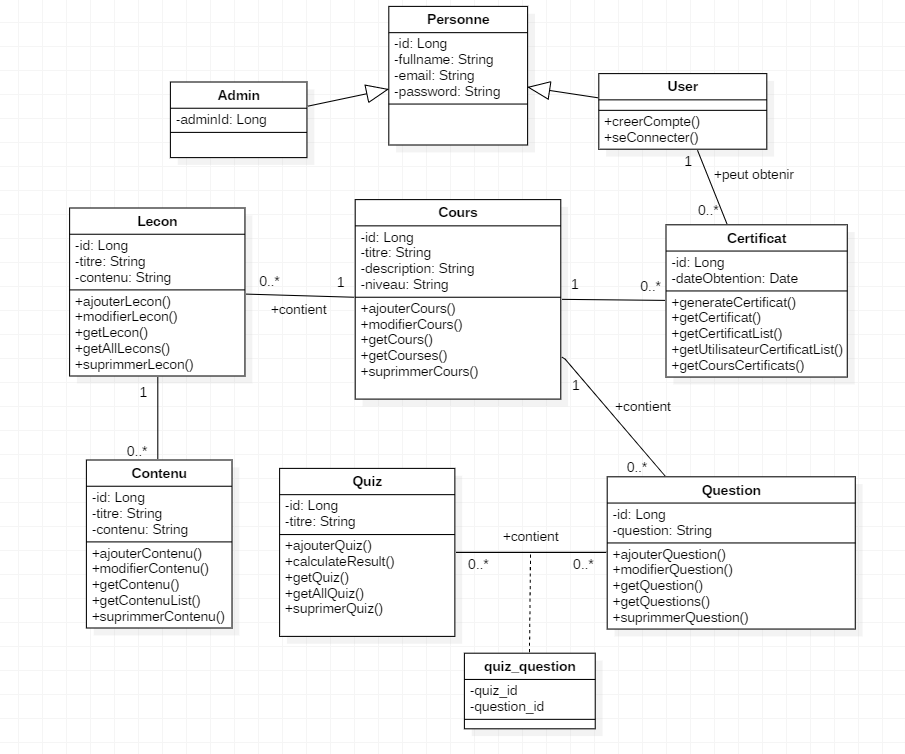 Personne
-id: Long
-fullname: String
-email: String
-password: String
Admin
-adminId: Long
User
+creerCompte()
+seConnecter()
1
+peut obtenir
0..*
Lecon
-id: Long
-titre: String
-contenu: String
+ajouterLecon()
+modifierLecon()
+getLecon()
+getAllLecons()
+suprimmerLecon()
0..*
1
+contient
Cours
-id: Long
-titre: String
-description: String
-niveau: String
+ajouterCours()
+modifierCours()
+getCours()
+getCourses()
+suprimmerCours()
1
0..*
Certificat
-id: Long
-dateObtention: Date
+generateCertificat()
+getCertificat()
+getCertificatList()
+getUtilisateurCertificatList()
+getCoursCertificats()
1
0..*
1
+contient
0..*
Contenu
-id: Long
-titre: String
-contenu: String
+ajouterContenu()
+modifierContenu()
+getContenu()
+getContenuList()
+suprimmerContenu()
Quiz
-id: Long
-titre: String
+ajouterQuiz()
+calculateResult()
+getQuiz()
+getAllQuiz()
+suprimerQuiz()
+contient
0..*
0..*
Question
-id: Long
-question: String
+ajouterQuestion()
+modifierQuestion()
+getQuestion()
+getQuestions()
+suprimmerQuestion()
quiz_question
-quiz_id
-question_id